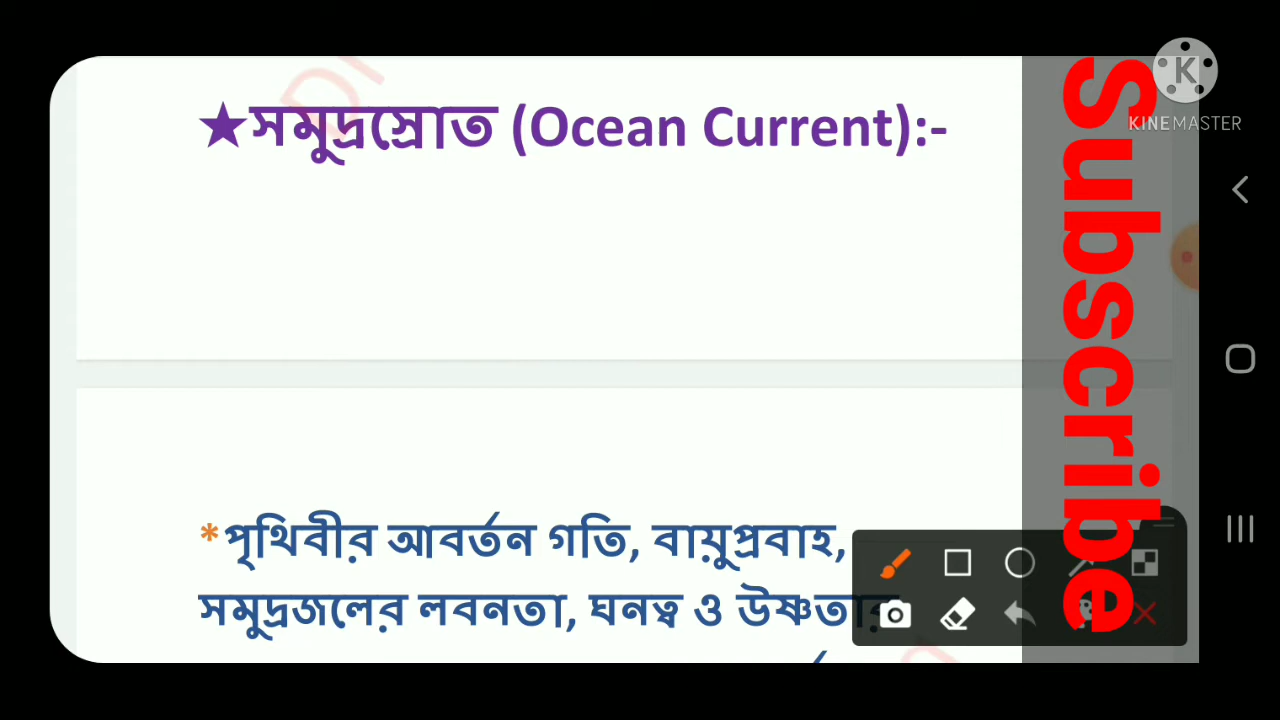 ★সমুদ্রস্রোত (Ocean Current):-
*পৃথিবীর আবর্তন গতি, বায়ুপ্রবাহ,
সমুদ্রজলের লবনতা, ঘনত্ব ও উষ্ণতার
Subscribe
K
KINEMASTER